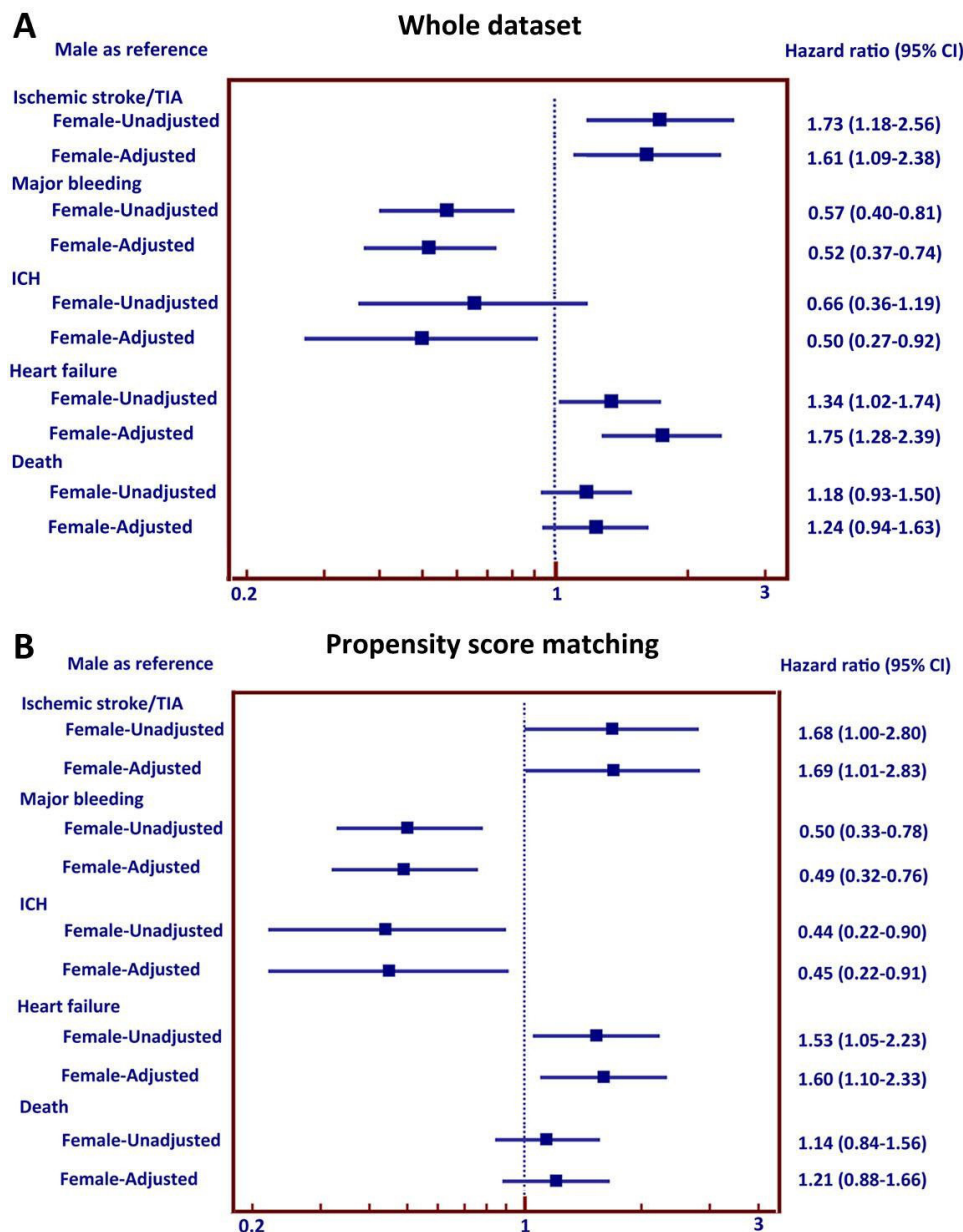 A
Whole dataset
Male as reference
Hazard ratio (95% CI)
Ischemic stroke/TIA
Female-Unadjusted 1.73 (1.18-2.56)
Female-Adjusted 1.61 (1.09-2.38)
Major bleeding
Female-Unadjusted 0.57 (0.40-0.81)
Female-Adjusted 0.52 (0.37-0.74)
ICH
Female-Unadjusted 0.66 (0.36-1.19)
Female-Adjusted 0.50 (0.27-0.92)
Heart failure
Female-Unadjusted 1.34 (1.02-1.74)
Female-Adjusted 1.75 (1.28-2.39)
Death
Female-Unadjusted 1.18 (0.93-1.50)
Female-Adjusted 1.24 (0.94-1.63)
0.2 1 3
B
Propensity score matching
Male as reference
Hazard ratio (95% CI)
Ischemic stroke/TIA
Female-Unadjusted 1.68 (1.00-2.80)
Female-Adjusted 1.69 (1.01-2.83)
Major bleeding
Female-Unadjusted 0.50 (0.33-0.78)
Female-Adjusted 0.49 (0.32-0.76)
ICH
Female-Unadjusted 0.44 (0.22-0.90)
Female-Adjusted 0.45 (0.22-0.91)
Heart failure
Female-Unadjusted 1.53 (1.05-2.23)
Female-Adjusted 1.60 (1.10-2.33)
Death
Female-Unadjusted 1.14 (0.84-1.56)
Female-Adjusted 1.21 (0.88-1.66)
0.2 1 3